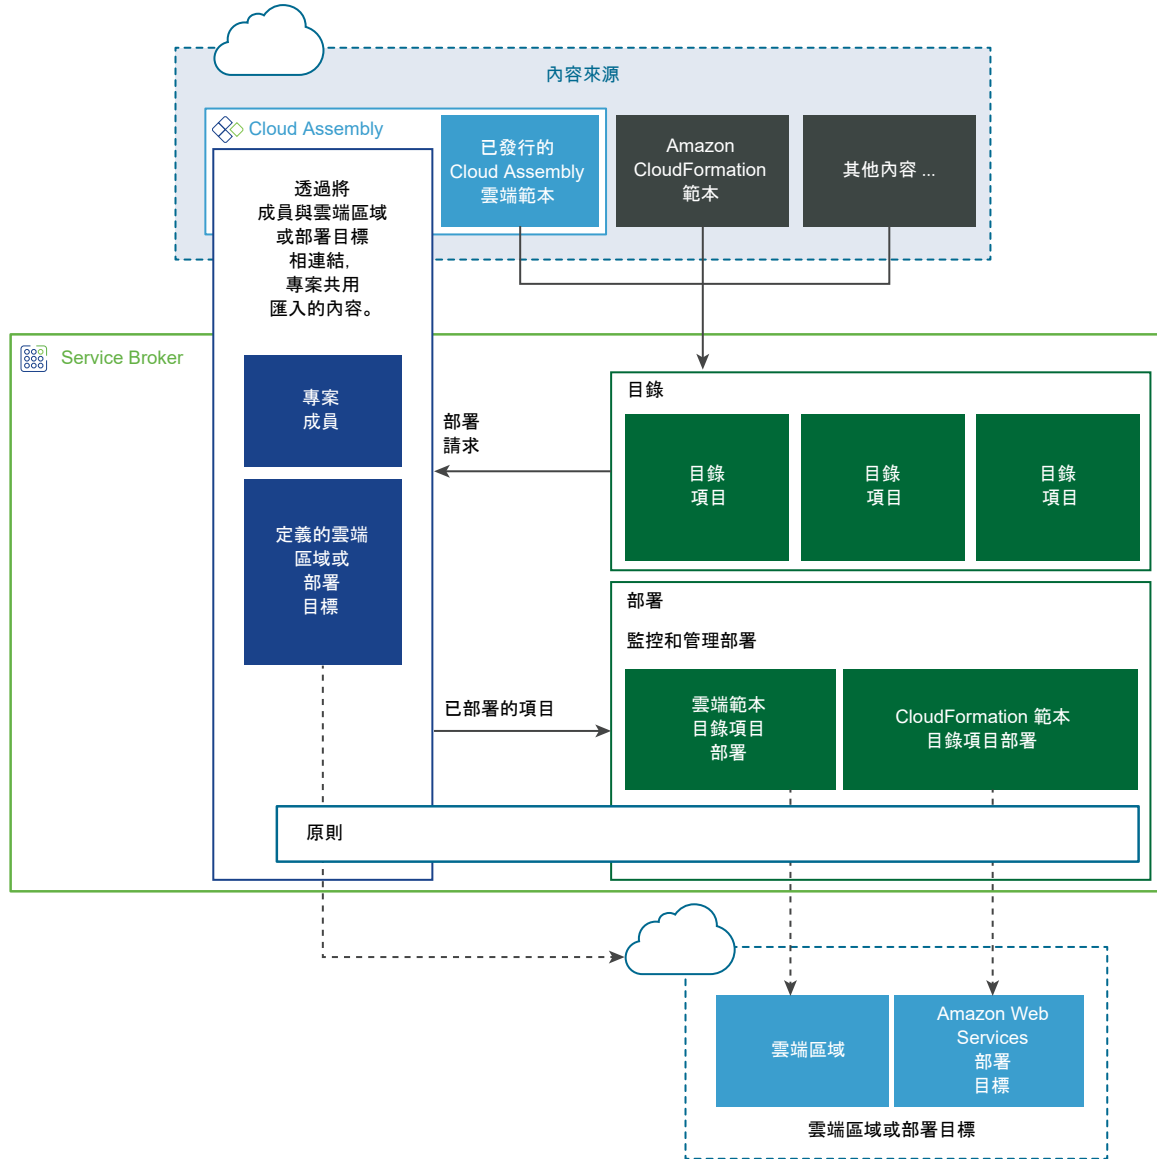 內容來源
Cloud Assembly
已發行的
Cloud Assembly
雲端範本
Amazon
CloudFormation
範本
其他內容 ...
透過將
成員與雲端區域
或部署目標
相連結,
專案共用
匯入的內容。
Service Broker
專案
成員
定義的雲端
區域或
部署
目標
部署
請求
目錄
目錄
項目
目錄
項目
目錄
項目
部署
監控和管理部署
已部署的項目
雲端範本
目錄項目
部署
CloudFormation 範本
目錄項目部署
原則
雲端區域
Amazon Web
Services
部署
目標
雲端區域或部署目標